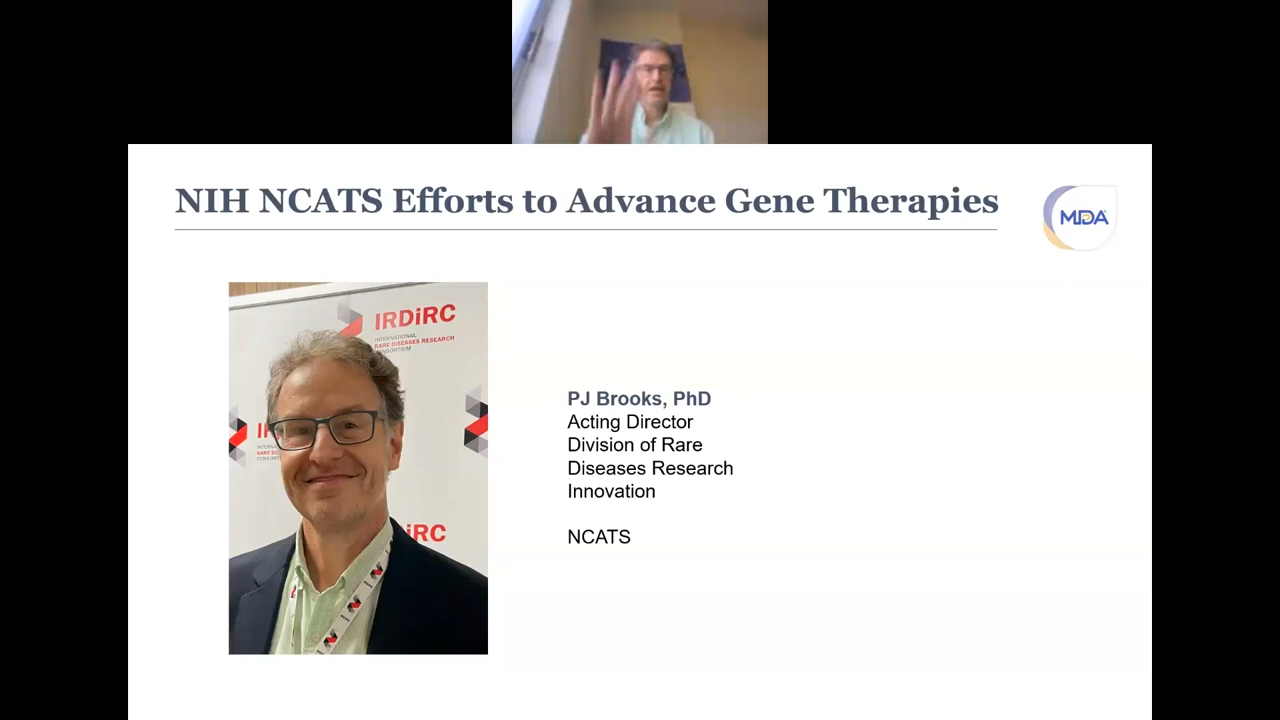 NIH NCATS Efforts to Advance Gene Therapies
MDA
IRDiRC
INTERNATIONAL
RARE DISEASES RESEARCH
CONSORTIUM
PJ Brooks, PhD
Acting Director
Division of Rare
Diseases Research
Innovation
NCATS